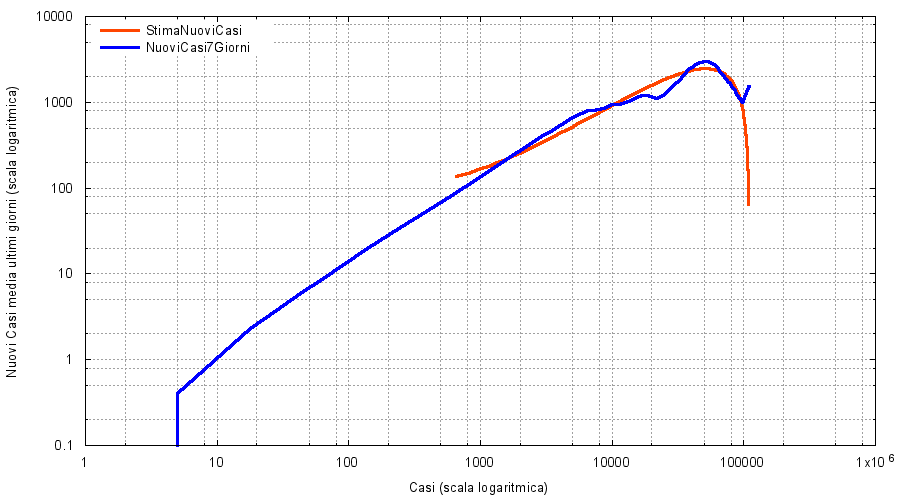 10000
1000
100
10
1
0.1
StimaNuoviCasi
NuoviCasi7Giorni
Nuovi Casi media ultimi giorni (scala logaritmica)
1 10 100 1000 10000 100000 1x10 6
Casi (scala logaritmica)